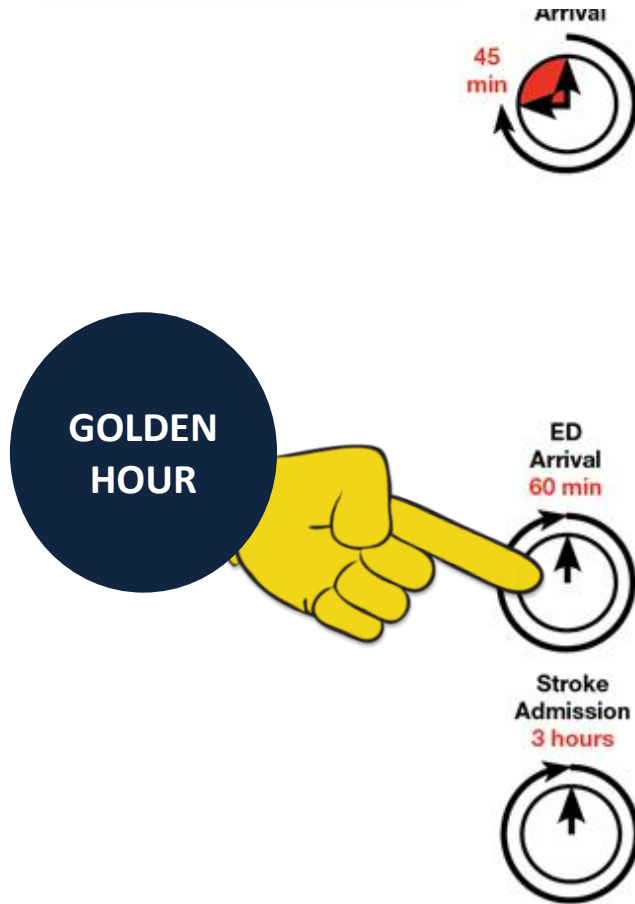 Arrival
45
min
GOLDEN
HOUR
ED
Arrival
60 min
Stroke
Admission
3 hours